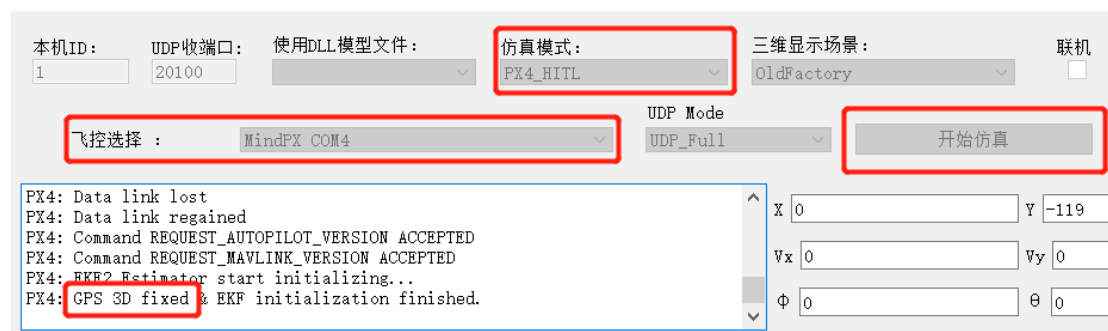 本机ID: UDP收端口: 使用DLL模型文件: 仿真模式: 三维显示场景: 联机
1 20100 PX4_HITL OldFactory
UDP Mode
飞控选择 : MindPX COM4 UDP_Full 开始仿真
PX4: Data link lost
PX4: Data link regained
PX4: Command REQUEST_AUTOPILOT_VERSION ACCEPTED
PX4: Command REQUEST_MAVLINK_VERSION ACCEPTED
PX4: EKF2 Estimator start initializing...
PX4: GPS 3D fixed & EKF initialization finished.
X 0 Y -119
Vx 0 Vy 0
Φ 0 θ 0